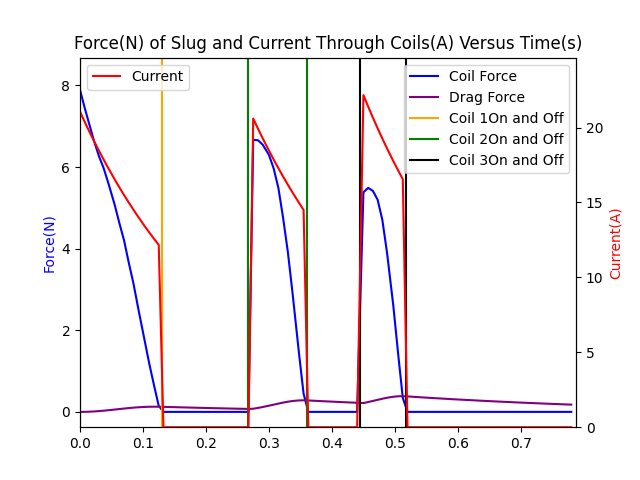 Force(N) of Slug and Current Through Coils(A) Versus Time(s)
Current
Coil Force
Drag Force
Coil 1On and Off
Coil 2On and Off
Coil 3On and Off
Force(N)
8
6
4
2
0
Current(A)
20
15
10
5
0
0.0 0.1 0.2 0.3 0.4 0.5 0.6 0.7